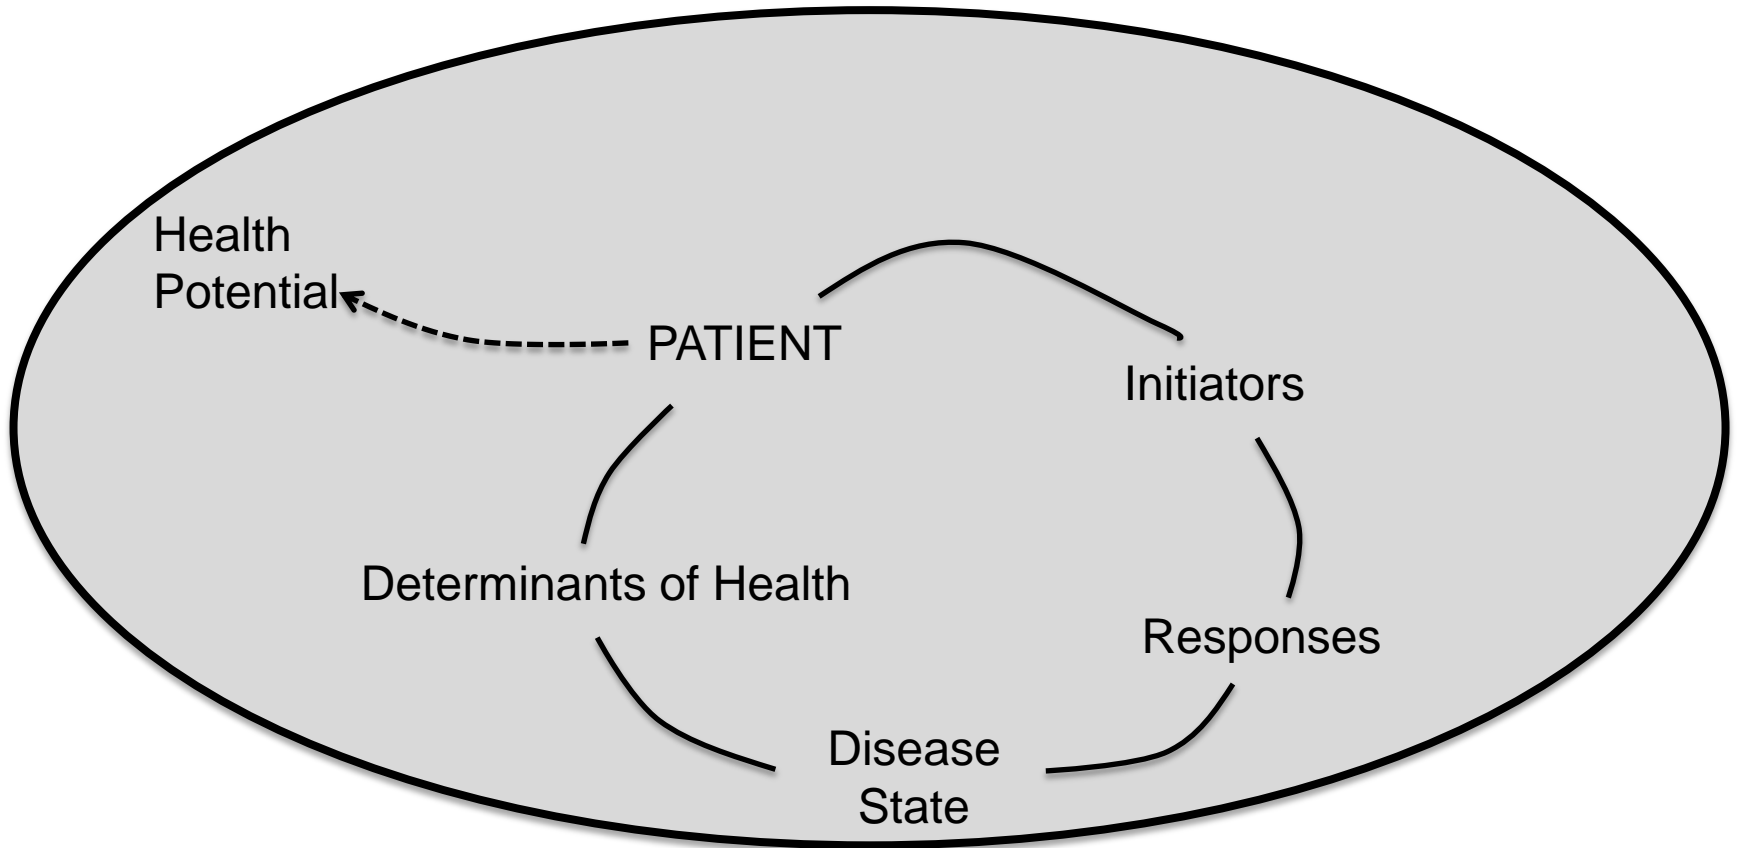 Health
Potential
PATIENT
Initiators
Determinants of Health
Responses
Disease
State